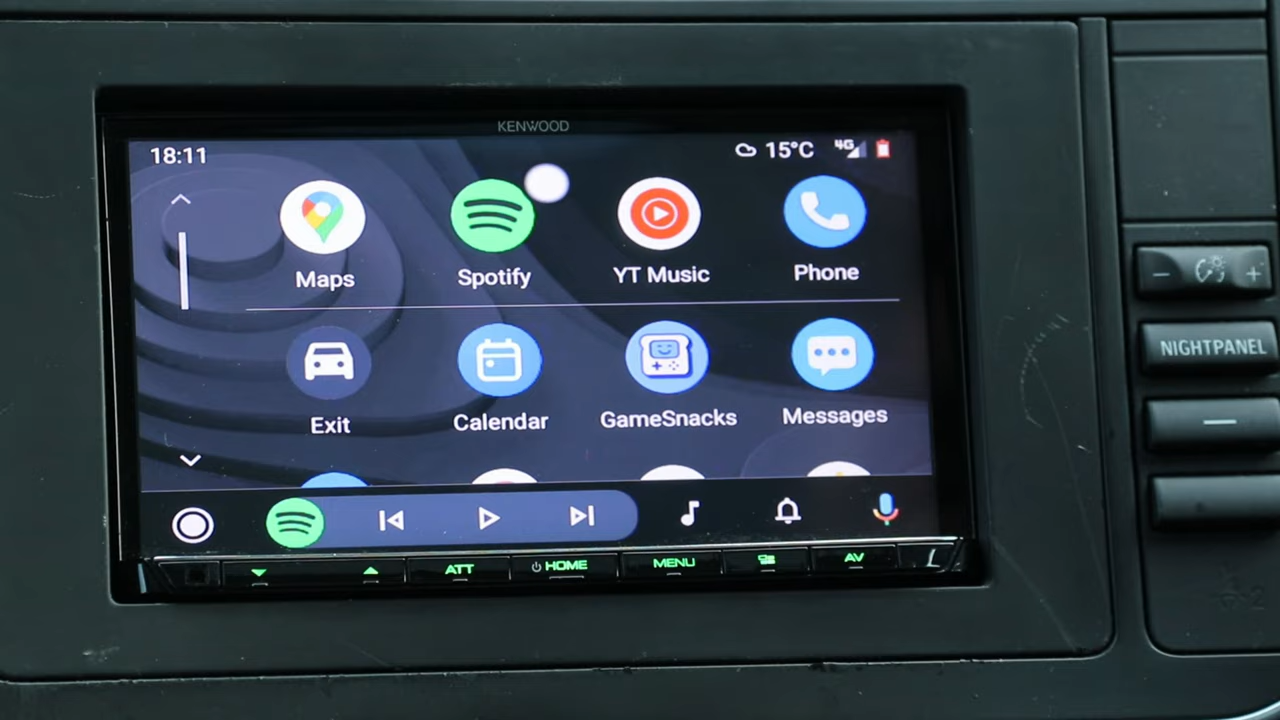 KENWOOD
18:11
15°C 4G
Maps Spotify YT Music Phone
Exit Calendar GameSnacks Messages
ATT HOME MENU AV
NIGHTPANEL